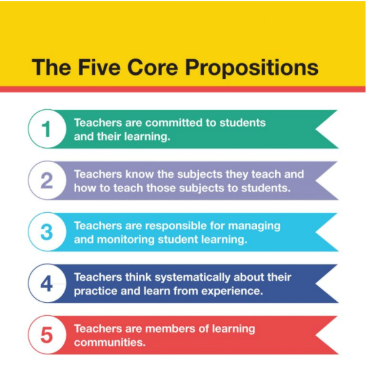 The Five Core Propositions
1
Teachers are committed to students
and their learning.
2
Teachers know the subjects they teach and
how to teach those subjects to students.
3
Teachers are responsible for managing
and monitoring student learning.
4
Teachers think systematically about their
practice and learn from experience.
5
Teachers are members of learning
communities.